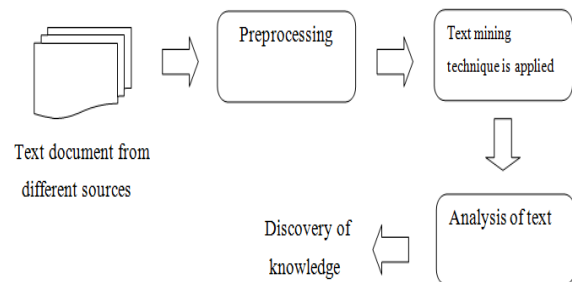 Preprocessing
Text mining
technique is applied
Text document from
different sources
Analysis of text
Discovery of
knowledge